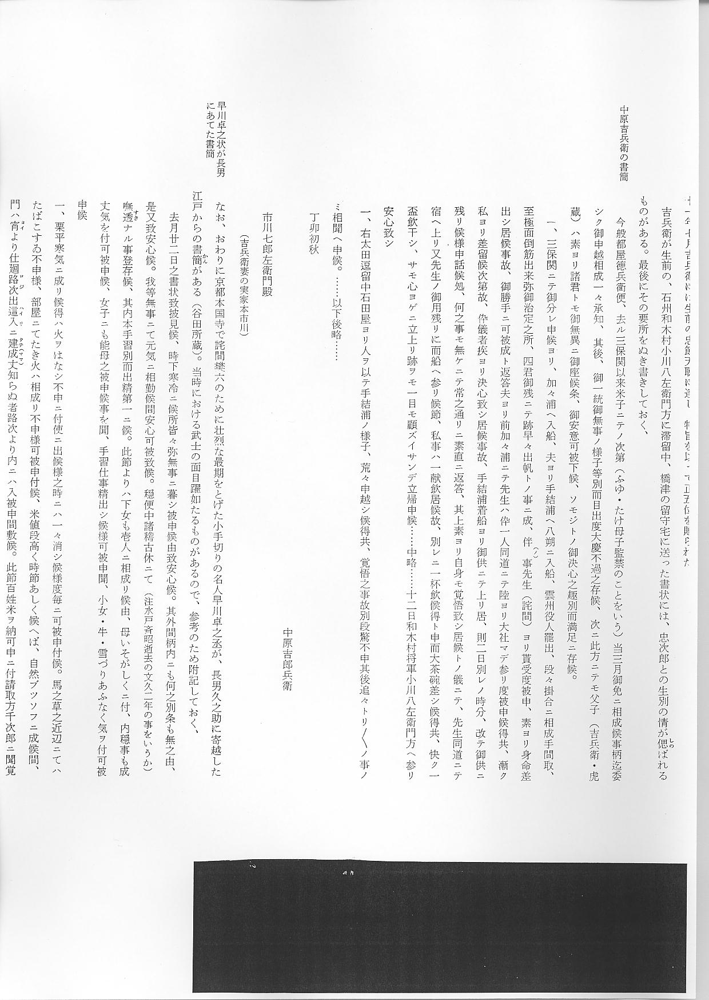 中原吉兵衛の書簡
吉兵衛が生前の、石州和木村小川八左衛門方に滞留中、橋津の留守宅に送った書状には、忠次郎との生別の情が偲ばれる
ものがある。最後にその要所をぬき書きしておく、
今般都屋徳兵衛便、去ル三保関以来米子ニテノ次第（ふゆ・たけ母子監禁のことをいう）当三月御免ニ相成候事柄迄委
シク御申越相成一々承知、其後、御一統御無事ノ様子等別而目出度大慶不過之存候、次ニ此方ニテモ父子（吉兵衛・虎
蔵）ハ素ヨリ諸君トモ御無異ニ御座候条、御安意可被下候、ソモジトノ御決心之趣別而満足ニ存候。
一、三保関ニテ御分レ申候ヨリ、加々浦ヘ入船、夫ヨリ手結浦ヘ八朔ニ入船、雲州役人罷出、段々掛合ニ相成手間取、
至極面倒筋出来弥御治定之所、四君御残ニテ跡早々出帆トノ事ニ成、伴（ノ）事先生（詫間）ヨリ貰受度被申、素ヨリ身命差
出シ居候事故、御勝手ニ可被成ト返答夫ヨリ前加々浦ニテ先生ハ伜一人同道ニテ陸ヨリ大社マデ参リ度被申候得共、漸ク
私ヨリ差留候次第故、伜儀者疾ヨリ決心致シ居候事故、手結浦着船ヨリ御供ニテ上リ居、則二日別レノ時分、改テ御供ニ
残リ候様申話候処、何之事モ無ケニテ常之通リニ素直ニ返答、其上素ヨリ自身モ覚悟致シ居候トノ儀ニテ、先生同道ニテ
宿ヘ上リ又先生ノ御用残リに而船ヘ参リ候節、私事ハ一献飲居候故、別レニ一杯飲候得ト申而大茶碗差シ候得共、快ク一
盃飲干シ、サモ心ヨゲニ立上リ跡ヲモ一目モ顧ズイサンデ立帰申候……中略……十二日和木村将軍小川八左衛門方ヘ参リ
安心致シ
一、右太田逗留中石田屋ヨリ人ヲ以テ手結浦ノ様子、荒々申越シ候得共、覚悟之事故別段驚不申其後追々トリ〳〵ノ事ノ
ミ相聞ヘ申候。……以下後略……
丁卯初秋
中原吉郎兵衛
市川七郎左衛門殿
（吉兵衛妻の実家本市川）
早川卓之状が長男
にあてた書簡
なお、おわりに京都本国寺で詫間樊六のために壮烈な最期をとげた小手切りの名人早川卓之丞が、長男久之助に寄越した
江戸からの書簡がある（谷田所蔵）。当時における武士の面目躍如たるものがあるので、参考のため附記しておく、
去月廿二日之書状致披見候、時下寒冷ニ候所皆々弥無事ニ暮シ被申候由致安心候。其外間柄内ニも何之別条も無之由、
是又致安心候。我等無事ニて元気ニ相勤候間安心可被致候。穏便中諸稽古休ニて（注水戸斉昭逝去の文久二年の事をいうか）
嘸透ナル事登存候、其内本手習別而出精第一ニ候。此節よりハ下女も壱人ニ相成リ候由、母いそがしくニ付、内穏事も成
丈気を付可被申候、女子ニも能母之被申候事を聞、手習仕事精出シ候様可被申聞、小女・牛・雪づりあふなく気ヲ付可被
申候
一、栗平寒気ニ成リ候得ハ火ヲはなシ不申ニ付使ニ出候様之時ニハ一々消シ候様度毎ニ可被申付候。馬之草之近辺ニてハ
たばこすゐ不申様、部屋ニてたき火ハ相成リ不申様可被申付候、米値段高く時節あしく候へば、自然ブツソフニ成候間、
門ハ宵より仕廻路次出這入ニ建成丈知らぬ者路次より内ニハ入被申間敷候。此節百姓米ヲ納可申ニ付請取方千次郎ニ聞覚